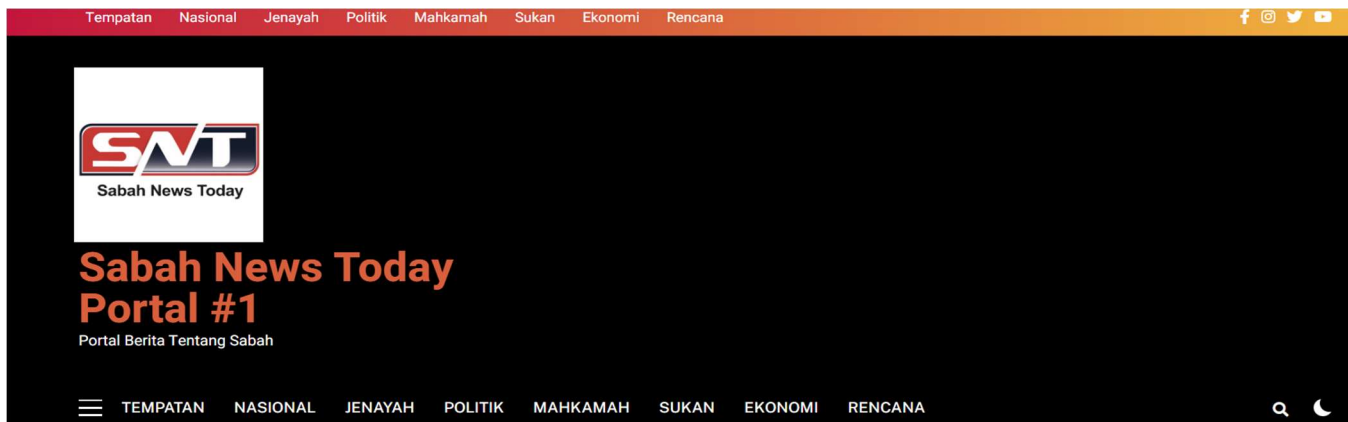 Tempatan Nasional Jenayah Politik Mahkamah Sukan Ekonomi Rencana
SNT
Sabah News Today
Sabah News Today
Portal #1
Portal Berita Tentang Sabah
TEMPATAN NASIONAL JENAYAH POLITIK MAHKAMAH SUKAN EKONOMI RENCANA